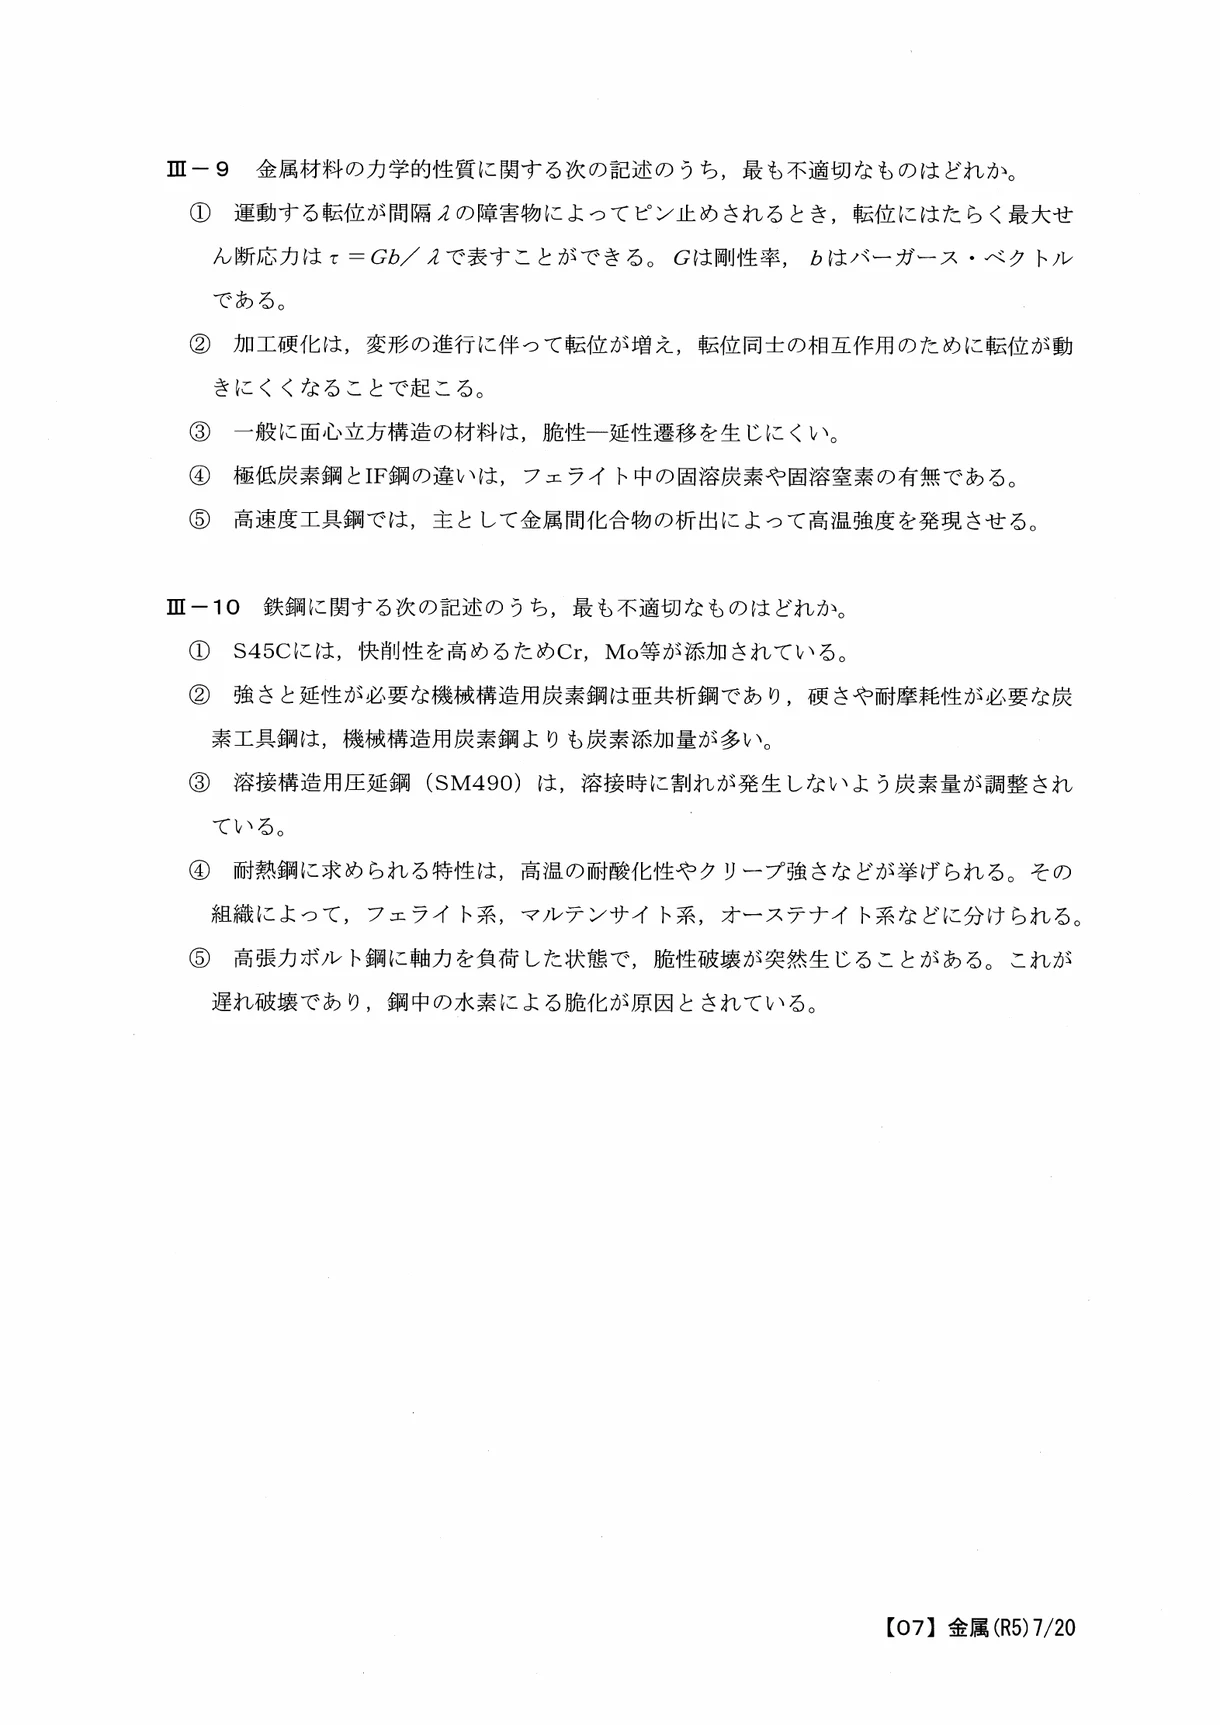 Ⅲ－9　金属材料の力学的性質に関する次の記述のうち，最も不適切なものはどれか。
①　運動する転位が間隔λの障害物によってピン止めされるとき，転位にはたらく最大せ
ん断応力はτ＝Gb／λで表すことができる。Gは剛性率，bはバーガース・ベクトル
である。
②　加工硬化は，変形の進行に伴って転位が増え，転位同士の相互作用のために転位が動
きにくくなることで起こる。
③　一般に面心立方構造の材料は，脆性―延性遷移を生じにくい。
④　極低炭素鋼とIF鋼の違いは，フェライト中の固溶炭素や固溶窒素の有無である。
⑤　高速度工具鋼では，主として金属間化合物の析出によって高温強度を発現させる。
Ⅲ－10　鉄鋼に関する次の記述のうち，最も不適切なものはどれか。
①　S45Cには，快削性を高めるためCr，Mo等が添加されている。
②　強さと延性が必要な機械構造用炭素鋼は亜共析鋼であり，硬さや耐摩耗性が必要な炭
素工具鋼は，機械構造用炭素鋼よりも炭素添加量が多い。
③　溶接構造用圧延鋼（SM490）は，溶接時に割れが発生しないよう炭素量が調整され
ている。
④　耐熱鋼に求められる特性は，高温の耐酸化性やクリープ強さなどが挙げられる。その
組織によって，フェライト系，マルテンサイト系，オーステナイト系などに分けられる。
⑤　高張力ボルト鋼に軸力を負荷した状態で，脆性破壊が突然生じることがある。これが
遅れ破壊であり，鋼中の水素による脆化が原因とされている。
【07】金属(R5)7/20